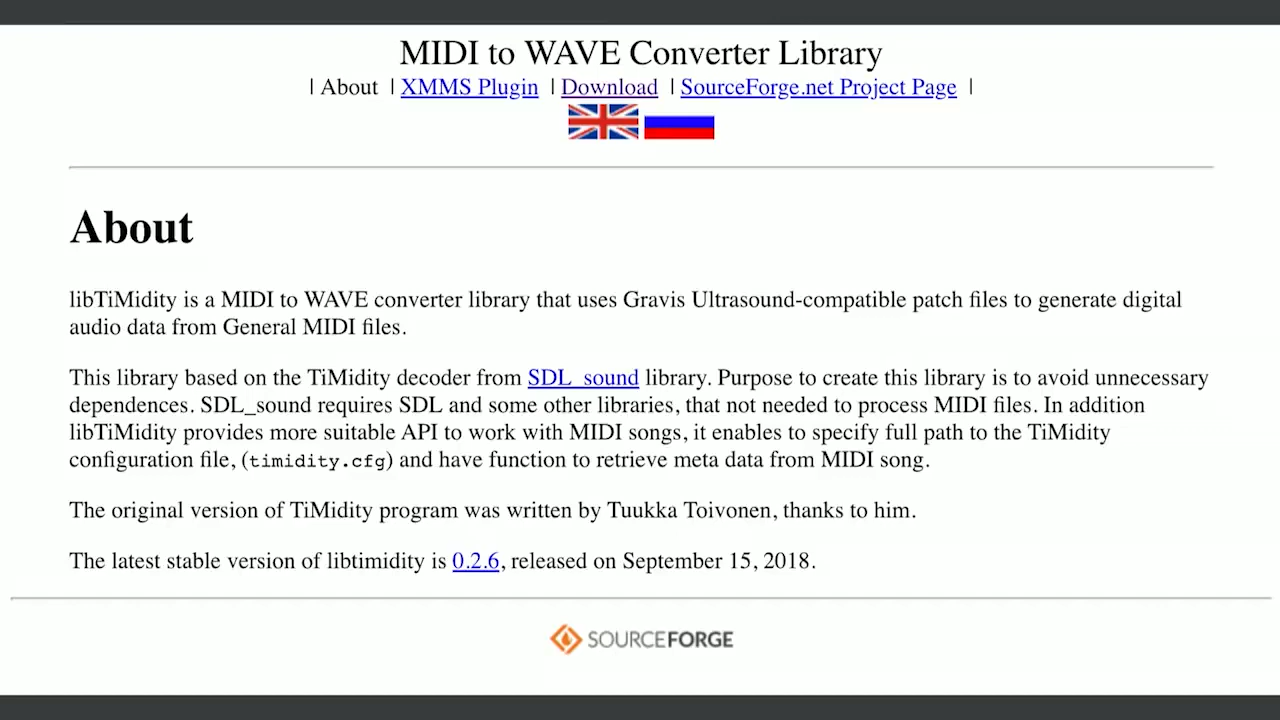 MIDI to WAVE Converter Library
| About | XMMS Plugin | Download | SourceForge.net Project Page |
About
libTiMidity is a MIDI to WAVE converter library that uses Gravis Ultrasound-compatible patch files to generate digital
audio data from General MIDI files.
This library based on the TiMidity decoder from SDL_sound library. Purpose to create this library is to avoid unnecessary
dependences. SDL_sound requires SDL and some other libraries, that not needed to process MIDI files. In addition
libTiMidity provides more suitable API to work with MIDI songs, it enables to specify full path to the TiMidity
configuration file, (timidity.cfg) and have function to retrieve meta data from MIDI song.
The original version of TiMidity program was written by Tuukka Toivonen, thanks to him.
The latest stable version of libtimidity is 0.2.6, released on September 15, 2018.
SOURCEFORGE